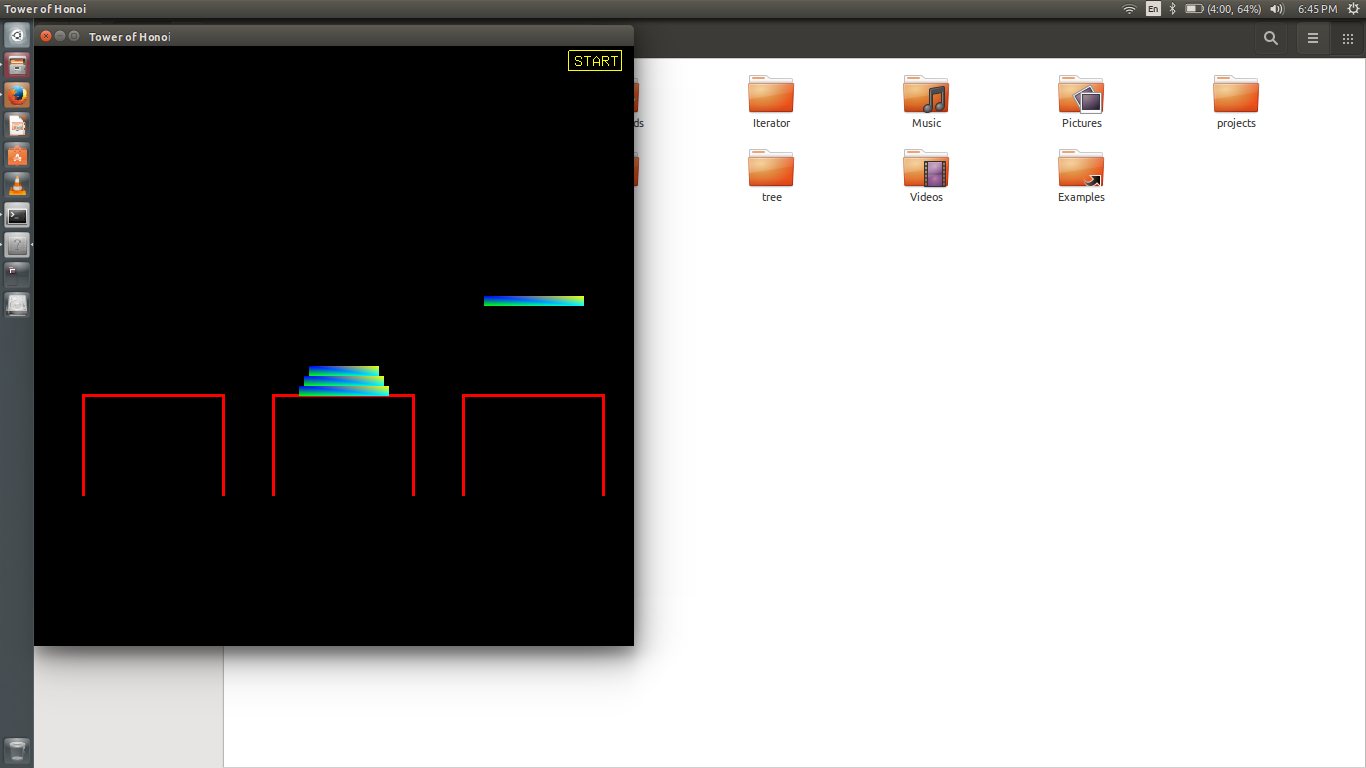 Tower of Honoi
En
(4:00, 64%)
6:45 PM
Tower of Honoi
START
ds
Iterator
Music
Pictures
projects
tree
Videos
Examples